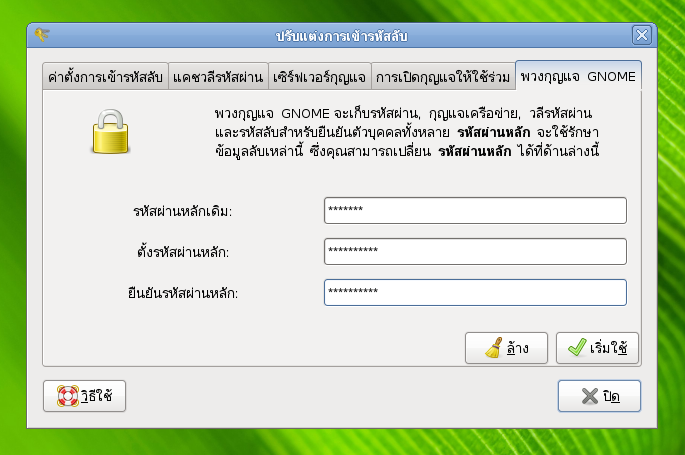 ปรับแต่งการเข้ารหัสลับ
ค่าตั้งการเข้ารหัสลับ แคชวลีรหัสผ่าน เซิร์ฟเวอร์กุญแจ การเปิดกุญแจให้ใช้ร่วม พวงกุญแจ GNOME
พวงกุญแจ GNOME จะเก็บรหัสผ่าน, กุญแจเครือข่าย, วลีรหัสผ่าน
และรหัสลับสำหรับยืนยันตัวบุคคลทั้งหลาย รหัสผ่านหลัก จะใช้รักษา
ข้อมูลลับเหล่านี้ ซึ่งคุณสามารถเปลี่ยน รหัสผ่านหลัก ได้ที่ด้านล่างนี้
รหัสผ่านหลักเดิม: *******
ตั้งรหัสผ่านหลัก: **********
ยืนยันรหัสผ่านหลัก: **********
ล้าง เริ่มใช้
วิธีใช้ ปิด